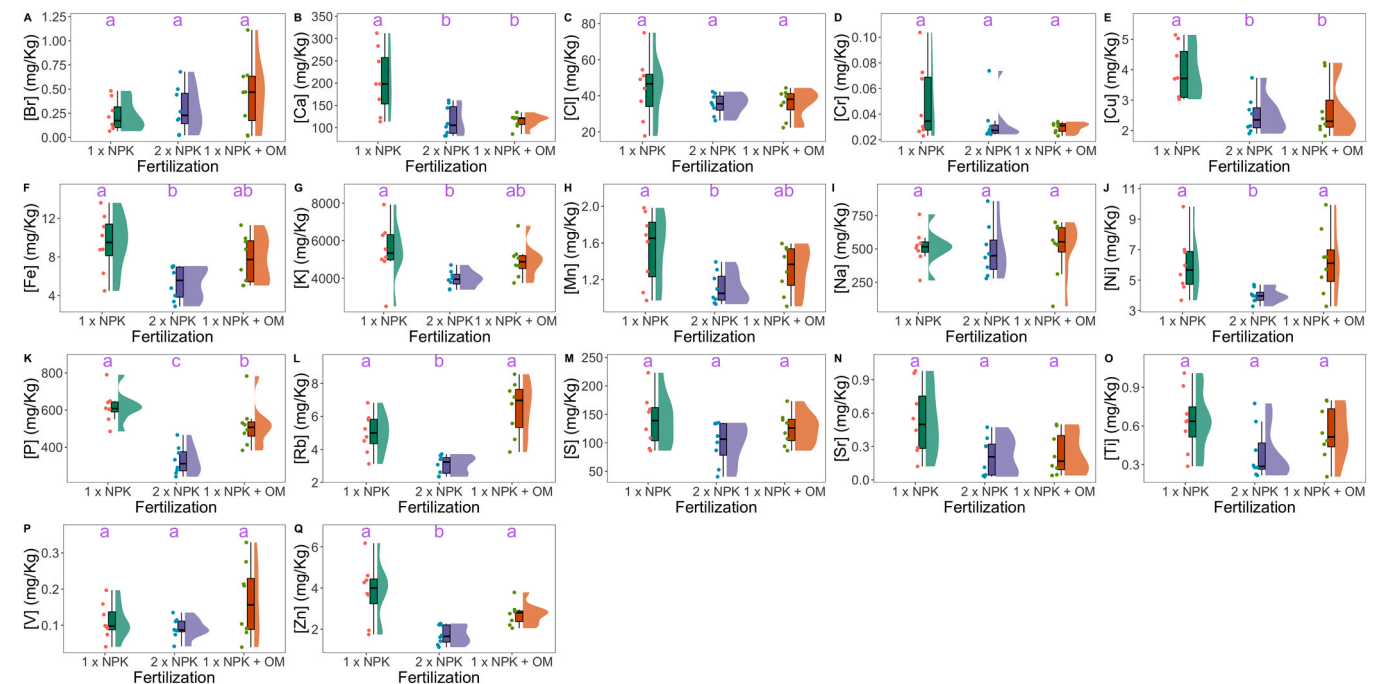 A [Br] (mg/Kg) 1.25 1.00 0.75 0.50 0.25 0.00 a a a 1 x NPK 2 x NPK 1 x NPK + OM Fertilization
B [Ca] (mg/Kg) 350 300 250 200 150 100 a b b 1 x NPK 2 x NPK 1 x NPK + OM Fertilization
C [Cl] (mg/Kg) 80 60 40 20 a a a 1 x NPK 2 x NPK 1 x NPK + OM Fertilization
D [Cr] (mg/Kg) 0.10 0.08 0.06 0.04 0.02 a a a 1 x NPK 2 x NPK 1 x NPK + OM Fertilization
E [Cu] (mg/Kg) 5 4 3 2 a b b 1 x NPK 2 x NPK 1 x NPK + OM Fertilization
F [Fe] (mg/Kg) 12 8 4 a b ab 1 x NPK 2 x NPK 1 x NPK + OM Fertilization
G [K] (mg/Kg) 8000 6000 4000 a b ab 1 x NPK 2 x NPK 1 x NPK + OM Fertilization
H [Mn] (mg/Kg) 2.0 1.6 1.2 a b ab 1 x NPK 2 x NPK 1 x NPK + OM Fertilization
I [Na] (mg/Kg) 750 500 250 a a a 1 x NPK 2 x NPK 1 x NPK + OM Fertilization
J [Ni] (mg/Kg) 11 9 7 5 3 a b a 1 x NPK 2 x NPK 1 x NPK + OM Fertilization
K [P] (mg/Kg) 800 600 400 a c b 1 x NPK 2 x NPK 1 x NPK + OM Fertilization
L [Rb] (mg/Kg) 8 6 4 2 a b a 1 x NPK 2 x NPK 1 x NPK + OM Fertilization
M [S] (mg/Kg) 250 200 150 100 50 a a a 1 x NPK 2 x NPK 1 x NPK + OM Fertilization
N [Sr] (mg/Kg) 0.9 0.6 0.3 0.0 a a a 1 x NPK 2 x NPK 1 x NPK + OM Fertilization
O [Ti] (mg/Kg) 0.9 0.6 0.3 a a a 1 x NPK 2 x NPK 1 x NPK + OM Fertilization
P [V] (mg/Kg) 0.3 0.2 0.1 a a a 1 x NPK 2 x NPK 1 x NPK + OM Fertilization
Q [Zn] (mg/Kg) 6 4 2 a b a 1 x NPK 2 x NPK 1 x NPK + OM Fertilization